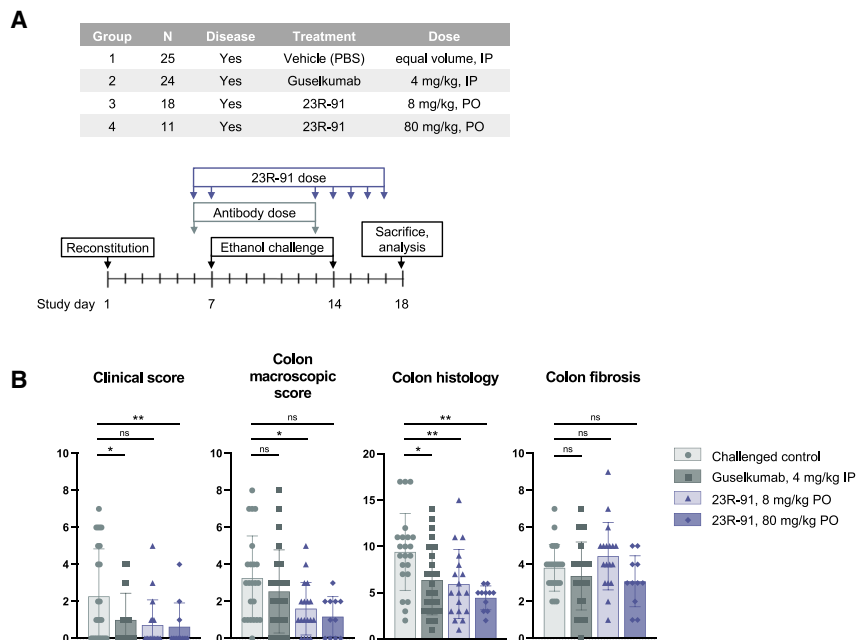 A
Group N Disease Treatment Dose
1 25 Yes Vehicle (PBS) equal volume, IP
2 24 Yes Guselkumab 4 mg/kg, IP
3 18 Yes 23R-91 8 mg/kg, PO
4 11 Yes 23R-91 80 mg/kg, PO
23R-91 dose
Antibody dose
Reconstitution
Ethanol challenge
Sacrifice,
analysis
Study day 1 7 14 18
B
Clinical score
**
ns
*
10
8
6
4
2
0
Colon
macroscopic
score
ns
*
ns
10
8
6
4
2
0
Colon histology
**
**
*
20
15
10
5
0
Colon fibrosis
ns
ns
ns
10
8
6
4
2
0
Challenged control
Guselkumab, 4 mg/kg IP
23R-91, 8 mg/kg PO
23R-91, 80 mg/kg PO